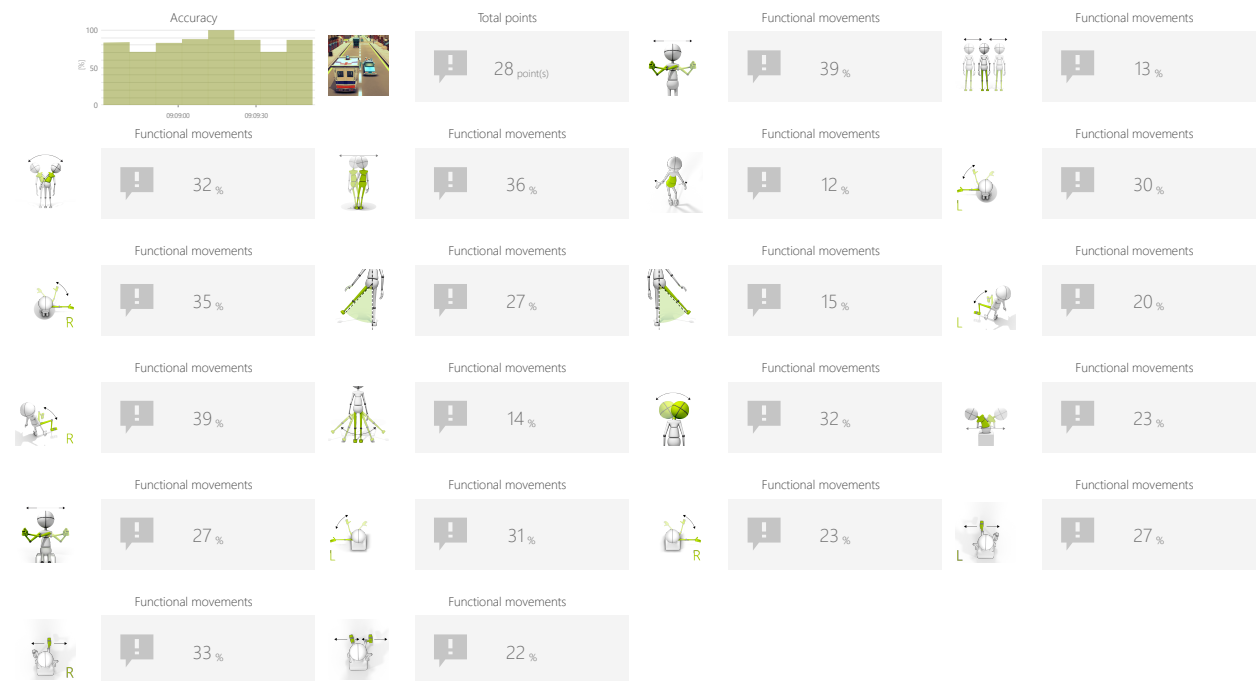 Accuracy
100
50
0
[%]
09:09:00
09:09:30
Total points
28 point(s)
Functional movements
39 %
Functional movements
13 %
Functional movements
32 %
Functional movements
36 %
Functional movements
12 %
Functional movements
L
30 %
Functional movements
R
35 %
Functional movements
27 %
Functional movements
15 %
Functional movements
L
20 %
Functional movements
R
39 %
Functional movements
14 %
Functional movements
32 %
Functional movements
23 %
Functional movements
27 %
Functional movements
L
31 %
Functional movements
R
23 %
Functional movements
L
27 %
Functional movements
R
33 %
Functional movements
22 %